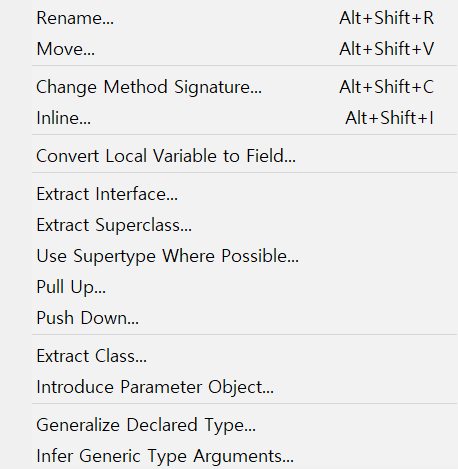 Rename... Alt+Shift+R
Move... Alt+Shift+V
Change Method Signature... Alt+Shift+C
Inline... Alt+Shift+I
Convert Local Variable to Field...
Extract Interface...
Extract Superclass...
Use Supertype Where Possible...
Pull Up...
Push Down...
Extract Class...
Introduce Parameter Object...
Generalize Declared Type...
Infer Generic Type Arguments...